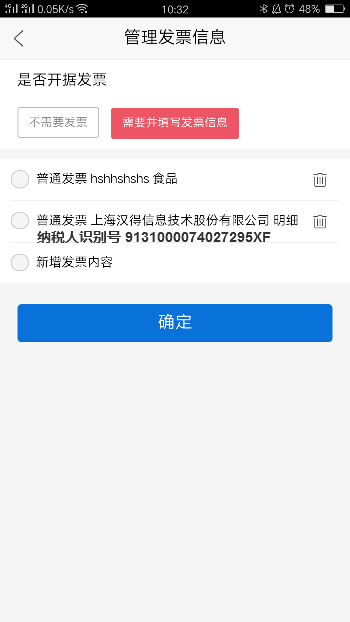 0.05K/s 10:32 48%
管理发票信息
是否开据发票
不需要发票 需要并填写发票信息
普通发票 hshhshshs 食品
普通发票 上海汉得信息技术股份有限公司 明细
纳税人识别号 9131000074027295XF
新增发票内容
确定